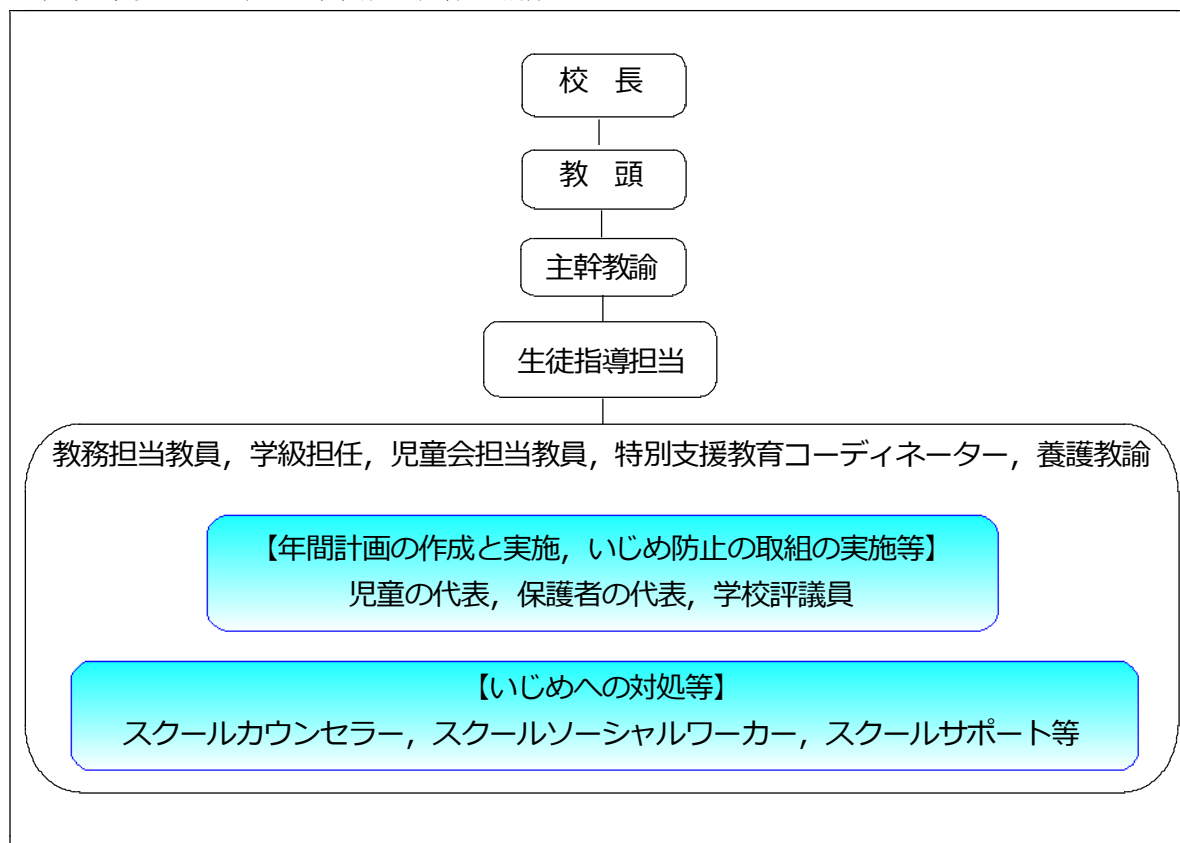 校　長
教　頭
主幹教諭
生徒指導担当
教務担当教員，学級担任，児童会担当教員，特別支援教育コーディネーター，養護教諭
【年間計画の作成と実施，いじめ防止の取組の実施等】
児童の代表，保護者の代表，学校評議員
【いじめへの対処等】
スクールカウンセラー，スクールソーシャルワーカー，スクールサポート等